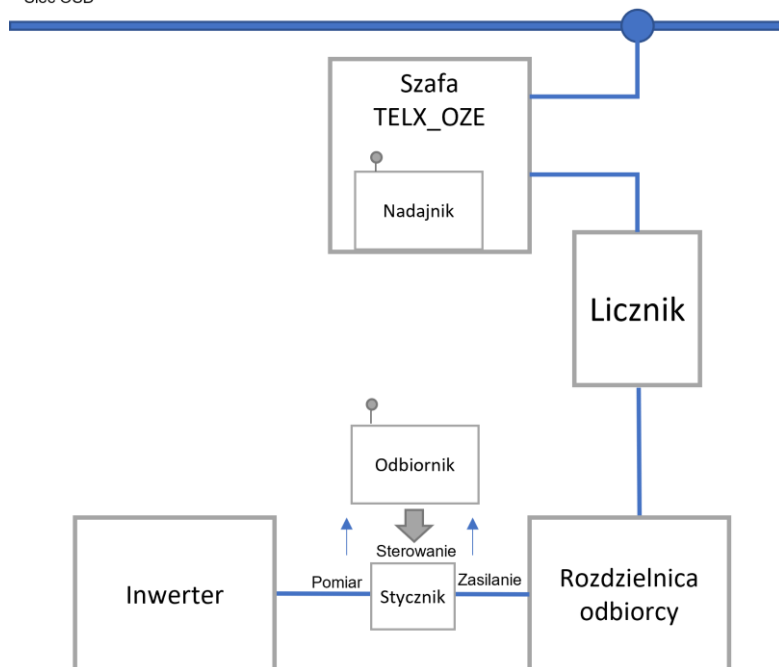 Szafa
TELX_OZE
Nadajnik
Licznik
Odbiornik
Sterowanie
Pomiar
Zasilanie
Stycznik
Inwerter
Rozdzielnica
odbiorcy